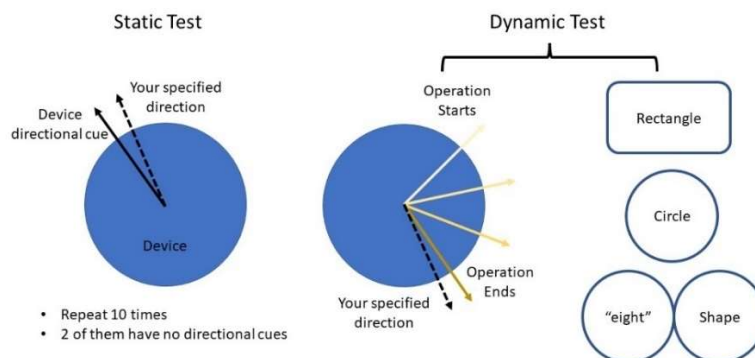 Static Test
Your specified
direction
Device
directional cue
Device
• Repeat 10 times
• 2 of them have no directional cues
Dynamic Test
Operation
Starts
Operation
Ends
Your specified
direction
Rectangle
Circle
“eight”
Shape